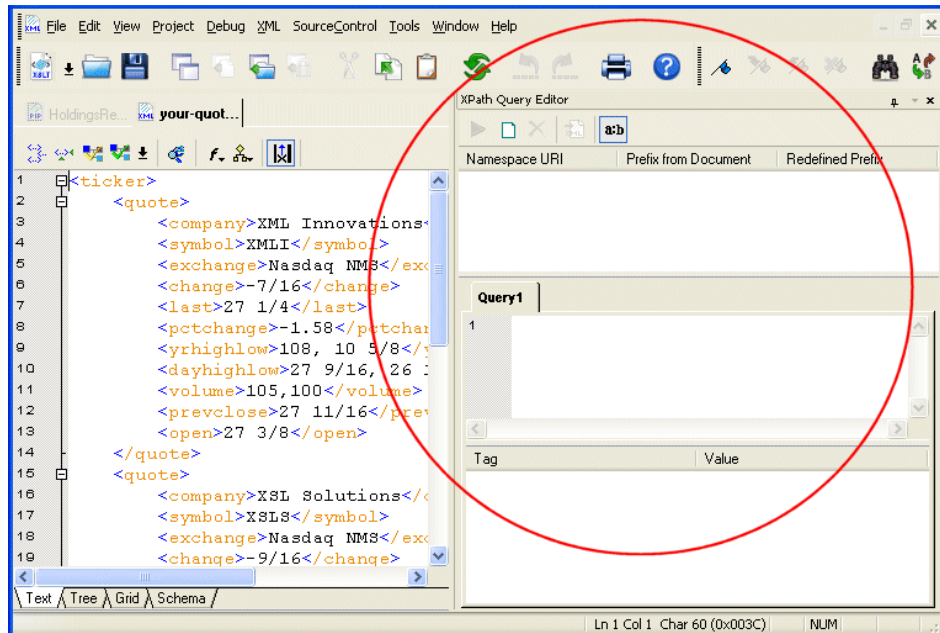 File Edit View Project Debug XML SourceControl Tools Window Help
HoldingsRe... your-quot...
XPath Query Editor
a:b
Namespace URI Prefix from Document Redefined Prefix
1 <ticker>
2 <quote>
3 <company>XML Innovations<
4 <symbol>XMLI</symbol>
5 <exchange>Nasdaq NMS</exc
6 <change>-7/16</change>
7 <last>27 1/4</last>
8 <pctchange>-1.58</pctchan
9 <yrhighlow>108, 10 5/8</y
10 <dayhighlow>27 9/16, 26
11 <volume>105,100</volume>
12 <prevclose>27 11/16</prev
13 <open>27 3/8</open>
14 </quote>
15 <quote>
16 <company>XSL Solutions</c
17 <symbol>XSLS</symbol>
18 <exchange>Nasdaq NMS</exc
19 <change>-9/16</change>
Query1
1
Tag Value
Text Tree Grid Schema
Ln 1 Col 1 Char 60 (0x003C) NUM